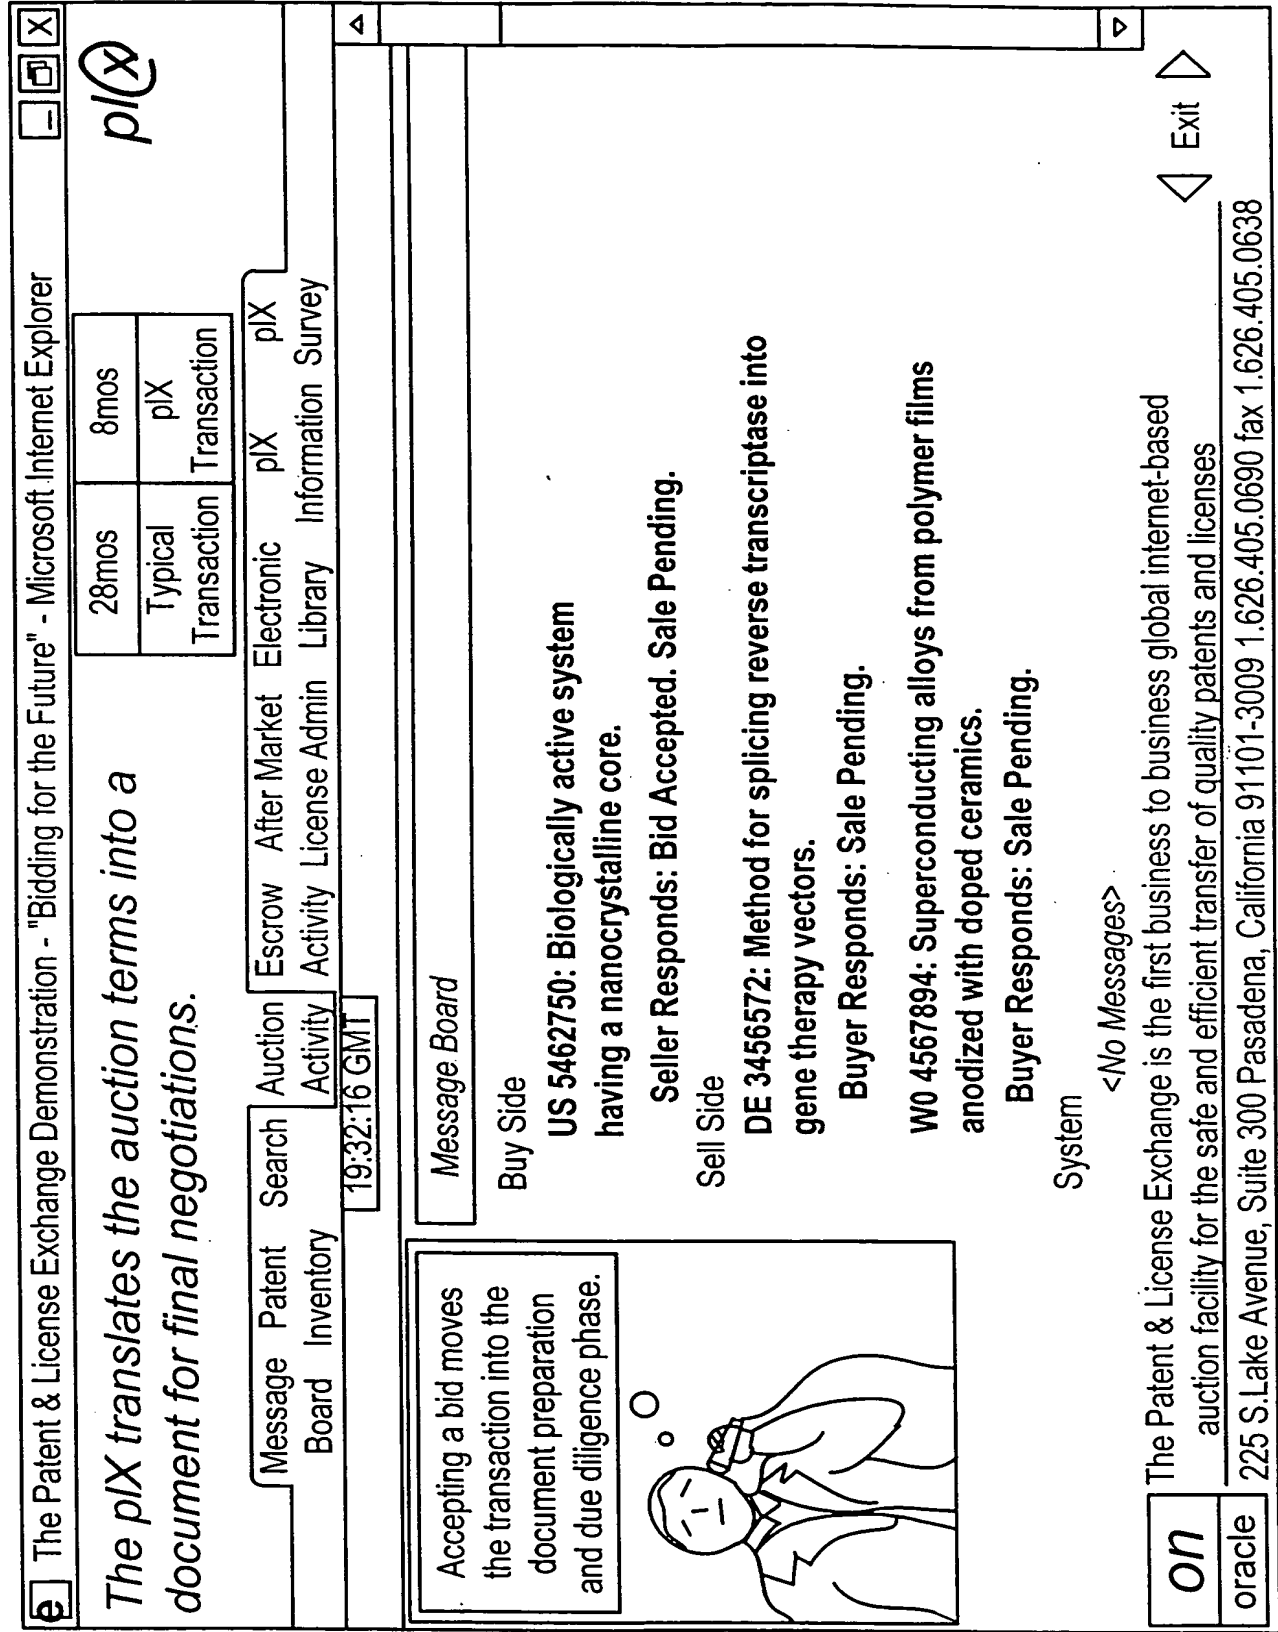 e The Patent & License Exchange Demonstration - "Bidding for the Future" - Microsoft Internet Explorer
The plX translates the auction terms into a
document for final negotiations.
28mos 8mos
Typical plX
Transaction Transaction
pl(x
Message Patent Search Auction Escrow After Market Electronic plX plX
Board Inventory Activity Activity License Admin Library Information Survey
19:32:16 GMT
Accepting a bid moves
the transaction into the
document preparation
and due diligence phase.
Message Board
Buy Side
US 5462750: Biologically active system
having a nanocrystalline core.
Seller Responds: Bid Accepted. Sale Pending.
Sell Side
DE 3456572: Method for splicing reverse transcriptase into
gene therapy vectors.
Buyer Responds: Sale Pending.
W0 4567894: Superconducting alloys from polymer films
anodized with doped ceramics.
Buyer Responds: Sale Pending.
System
<No Messages>
on
oracle
The Patent & License Exchange is the first business to business global internet-based
auction facility for the safe and efficient transfer of quality patents and licenses
Exit
225 S.Lake Avenue, Suite 300 Pasadena, California 91101-3009 1.626.405.0690 fax 1.626.405.0638